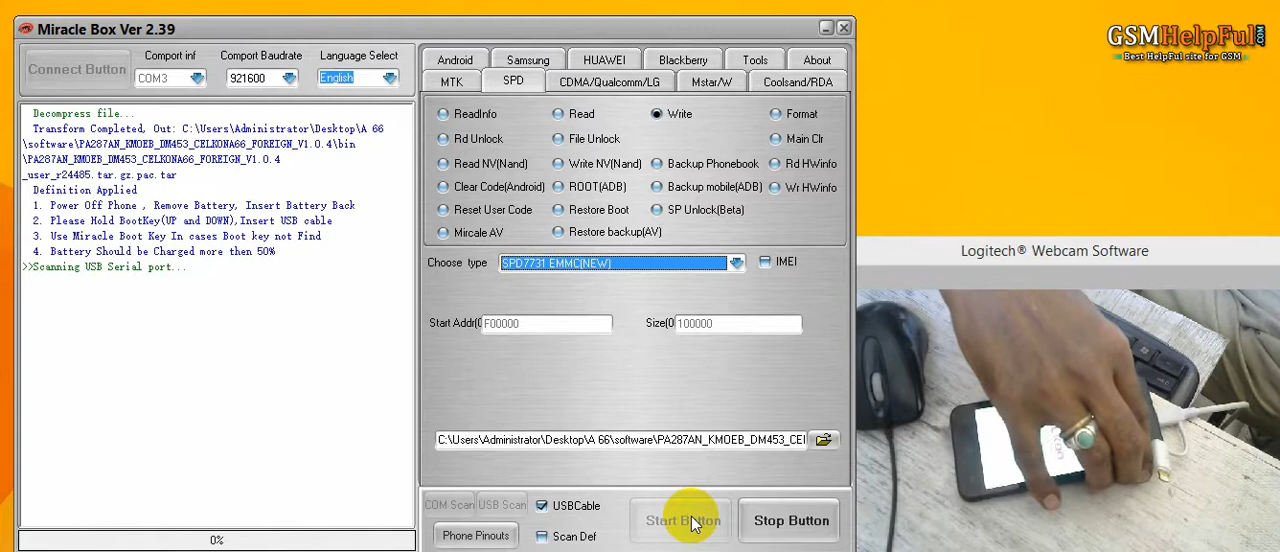 Miracle Box Ver 2.39
GSMHelpFul.COM
Best HelpFul site for GSM
Connect Button
Comport inf
Comport Baudrate
Language Select
COM3
921600
English
Android
Samsung
HUAWEI
Blackberry
Tools
About
MTK
SPD
CDMA/Qualcomm/LG
Mstar/W
Coolsand/RDA
Decompress file...
Transform Completed, Out: C:\Users\Administrator\Desktop\A 66
\software\PA287AN_KMOEB_DM453_CELKONA66_FOREIGN_V1.0.4\bin
\PA287AN_KMOEB_DM453_CELKONA66_FOREIGN_V1.0.4
_user_r24485.tar.gz.pac.tar
Definition Applied
1. Power Off Phone , Remove Battery, Insert Battery Back
2. Please Hold BootKey(UP and DOWN),Insert USB cable
3. Use Miracle Boot Key In cases Boot key not Find
4. Battery Should be Charged more then 50%
>>Scanning USB Serial port...
0%
ReadInfo
Read
Write
Format
Rd Unlock
File Unlock
Main Clr
Read NV(Nand)
Write NV(Nand)
Backup Phonebook
Rd HWinfo
Clear Code(Android)
ROOT(ADB)
Backup mobile(ADB)
Wr HWinfo
Reset User Code
Restore Boot
SP Unlock(Beta)
Mircale AV
Restore backup(AV)
Choose type
SPD7731 EMMC(NEW)
IMEI
Start Addr(0
F00000
Size(0
100000
C:\Users\Administrator\Desktop\A 66\software\PA287AN_KMOEB_DM453_CEI
COM Scan
USB Scan
USBCable
Phone Pinouts
Scan Def
Start Button
Stop Button
Logitech® Webcam Software